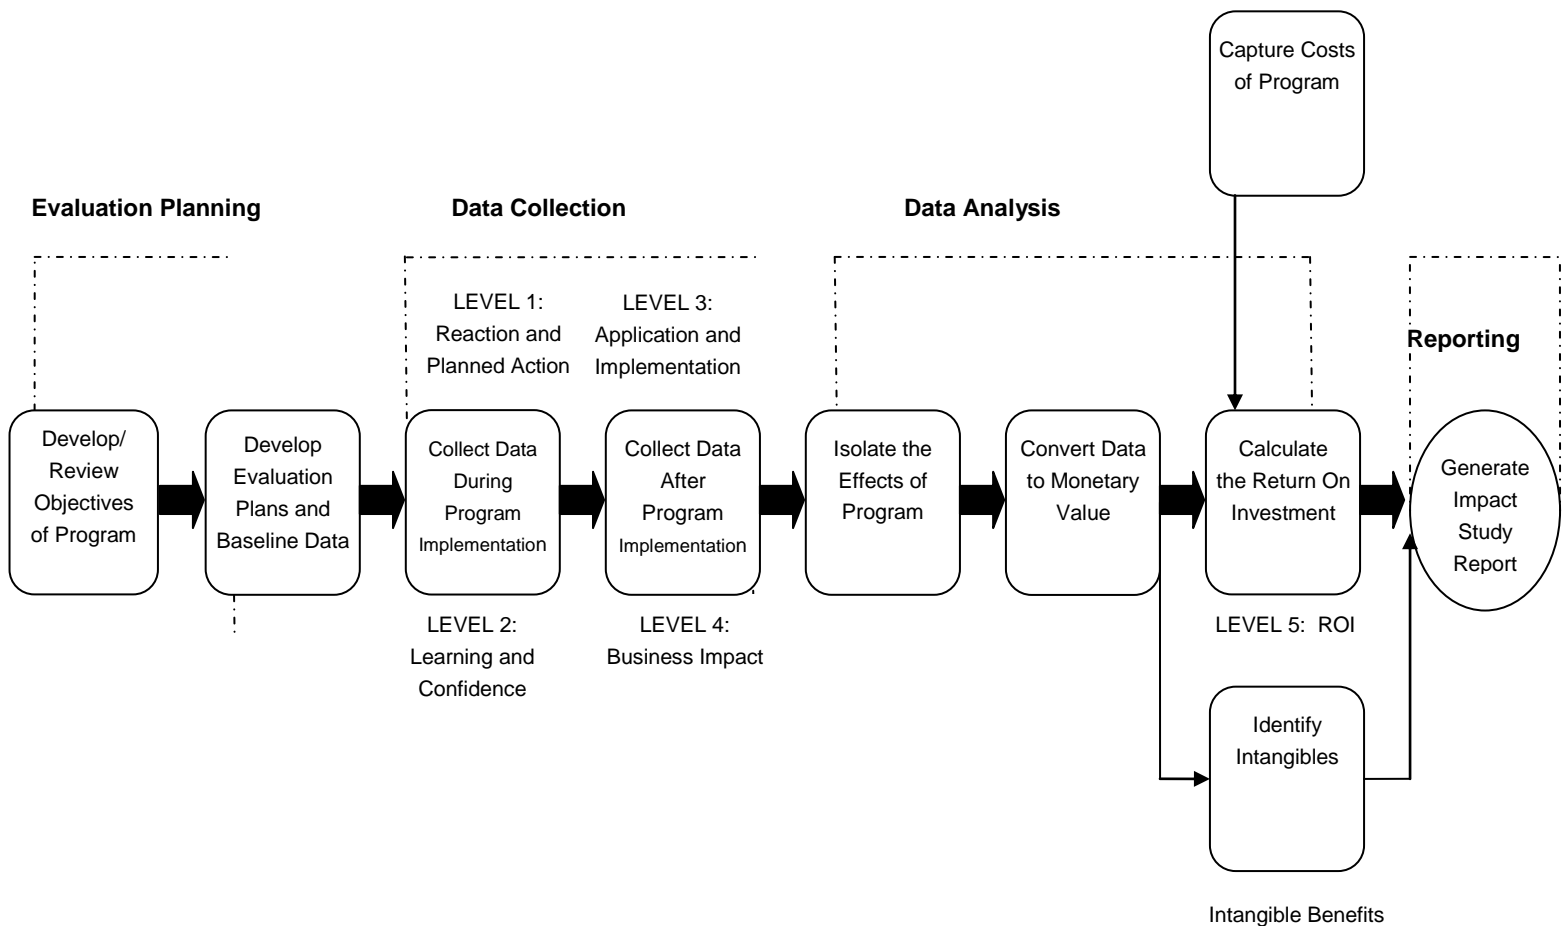 Capture Costs
of Program
Evaluation Planning
Data Collection
Data Analysis
LEVEL 1:
Reaction and
Planned Action
LEVEL 3:
Application and
Implementation
Reporting
Develop/
Review
Objectives
of Program
Develop
Evaluation
Plans and
Baseline Data
Collect Data
During
Program
Implementation
Collect Data
After
Program
Implementation
Isolate the
Effects of
Program
Convert Data
to Monetary
Value
Calculate
the Return On
Investment
Generate
Impact
Study
Report
LEVEL 2:
Learning and
Confidence
LEVEL 4:
Business Impact
LEVEL 5:  ROI
Identify
Intangibles
Intangible Benefits